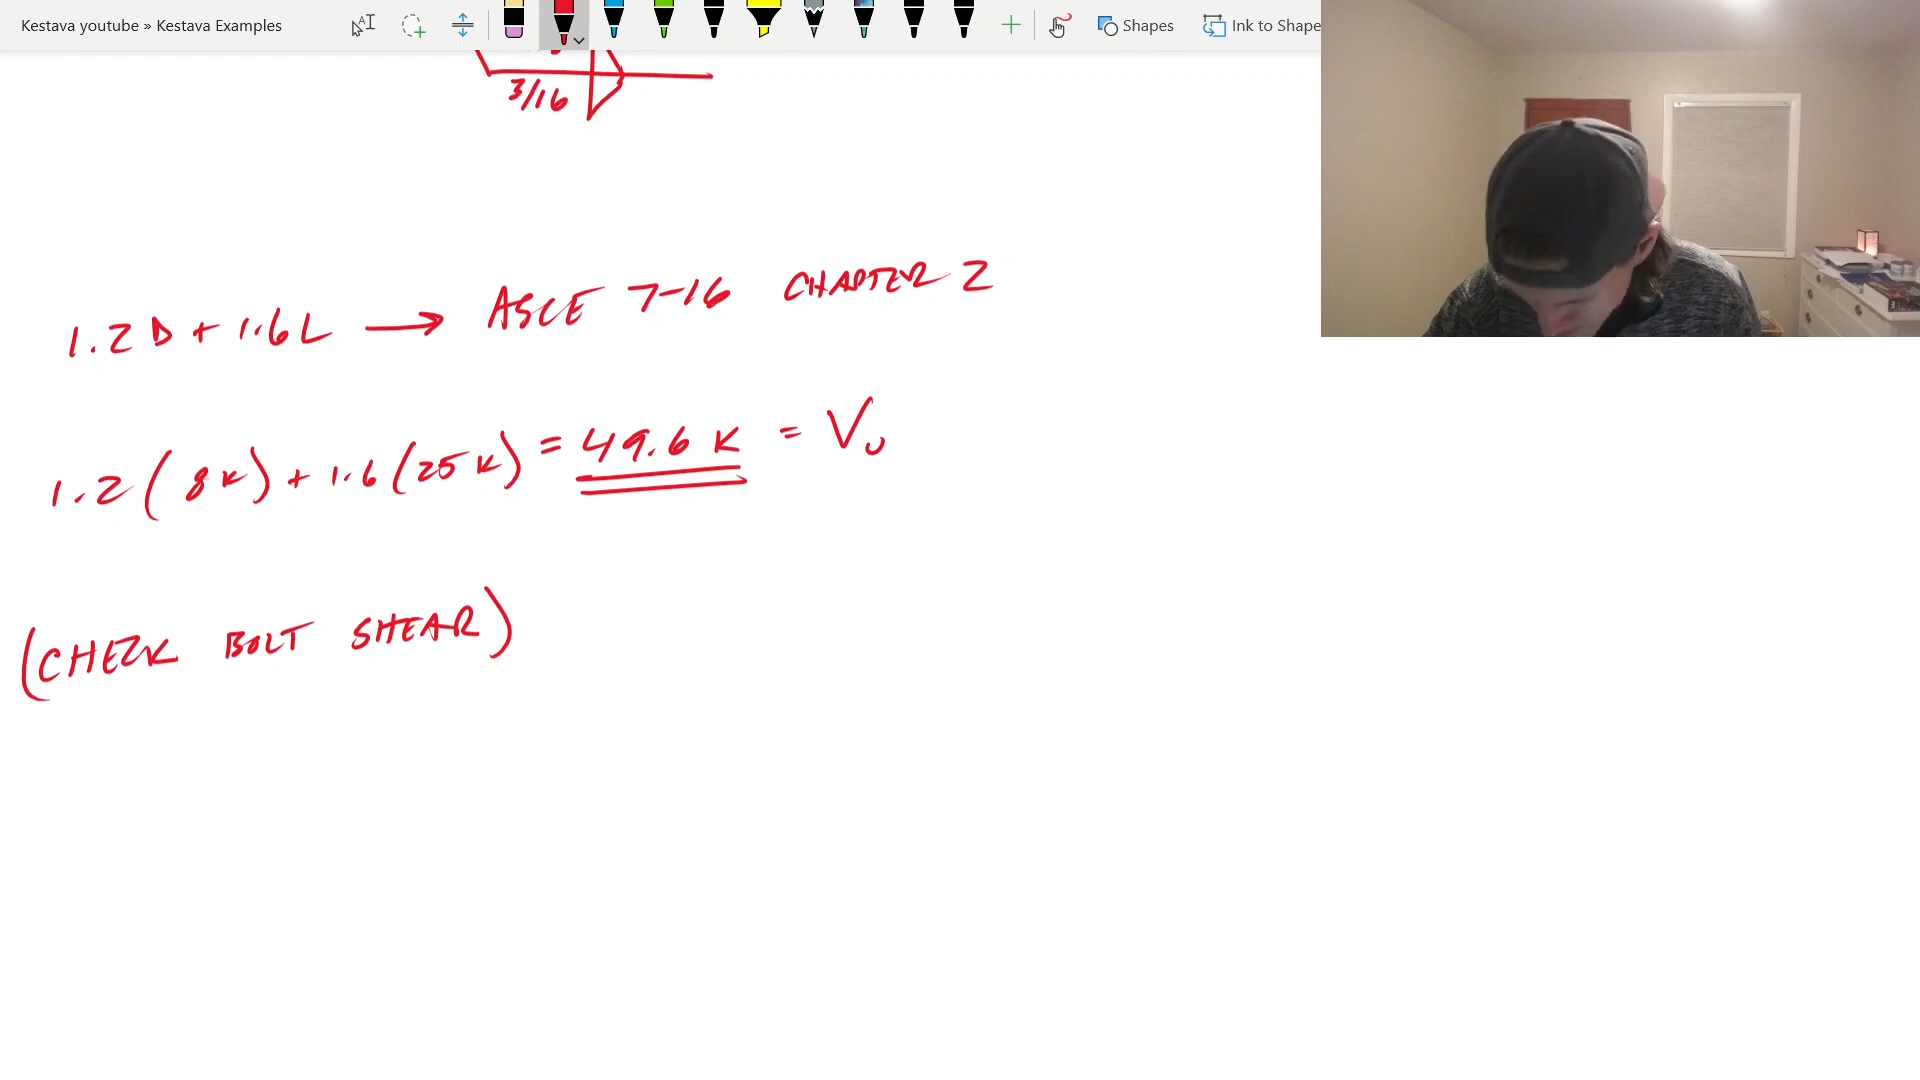 Kestava youtube » Kestava Examples
Shapes
Ink to Shape
3/16
1.2D + 1.6L → ASCE 7-16 CHAPTER 2
1.2 (8K) + 1.6 (25K) = 49.6 K = Vu
(CHECK BOLT SHEAR)